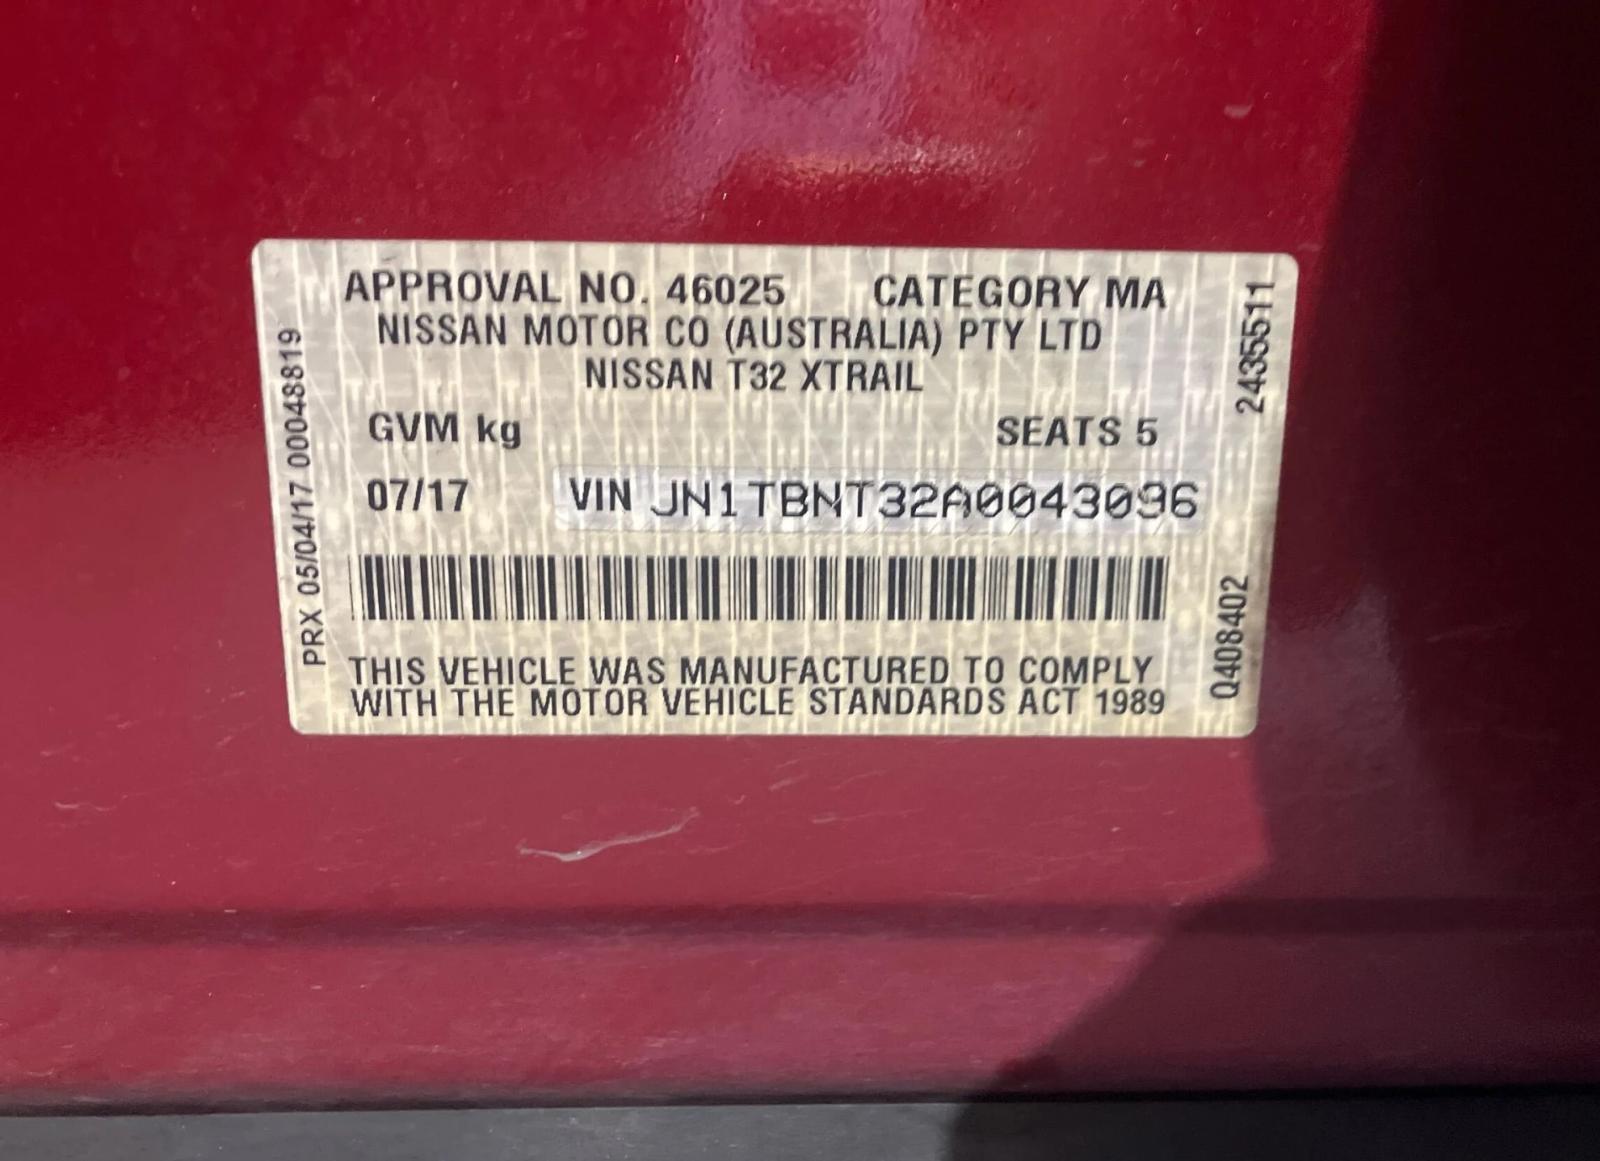 APPROVAL NO. 46025 CATEGORY MA
NISSAN MOTOR CO (AUSTRALIA) PTY LTD
NISSAN T32 XTRAIL
GVM kg SEATS 5
07/17 VIN JN1TBNT32A0043096
THIS VEHICLE WAS MANUFACTURED TO COMPLY
WITH THE MOTOR VEHICLE STANDARDS ACT 1989
PRX 05/04/17 00048819
2435511
Q408402